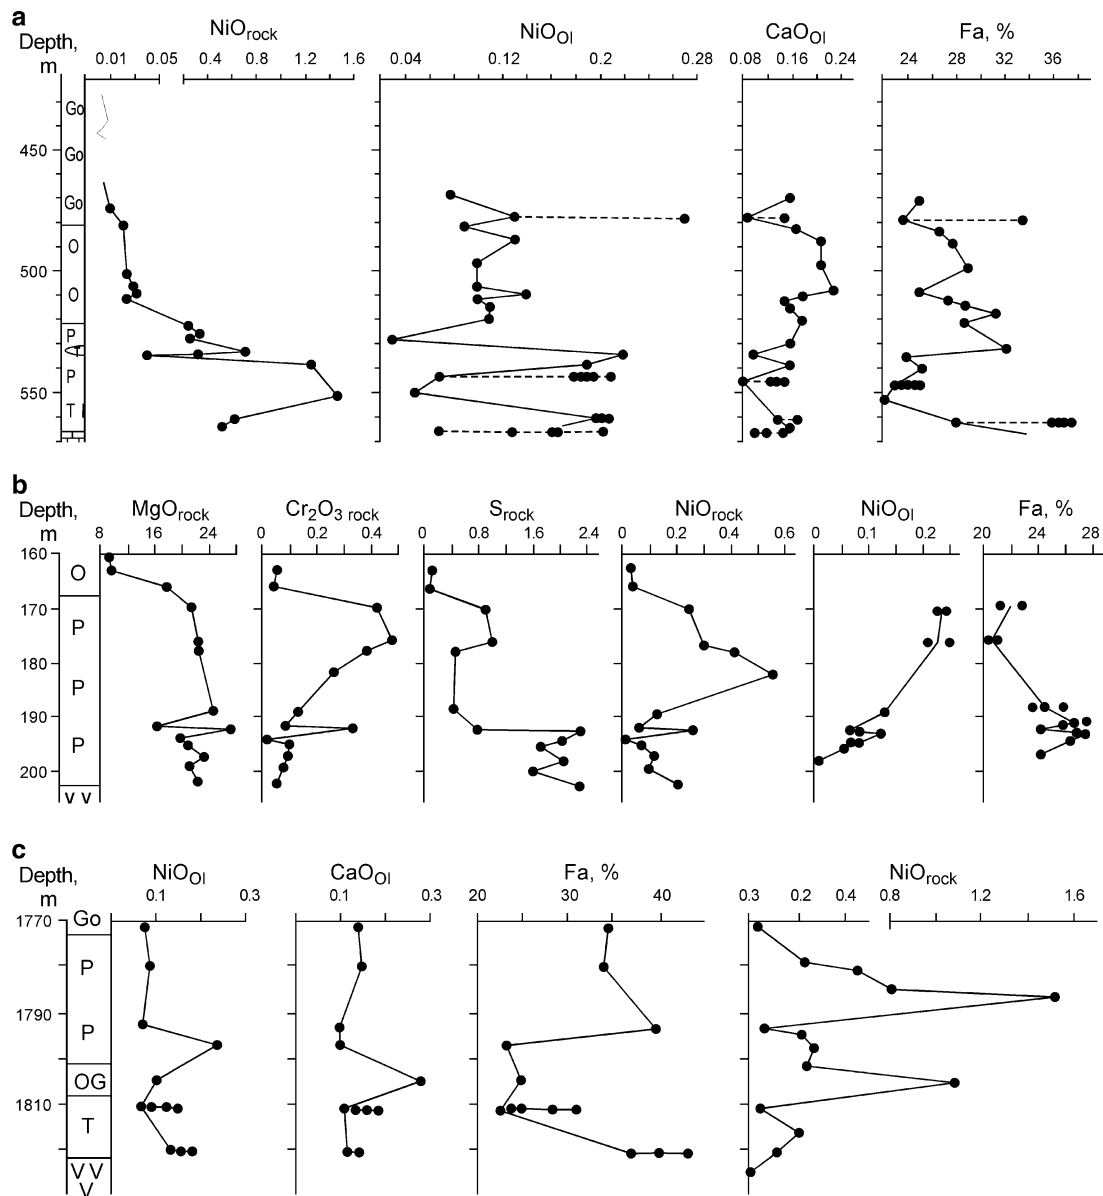 a
Depth, m
NiOrock
NiOOl
CaOOl
Fa, %
0.01 0.05 0.4 0.8 1.2 1.6
0.04 0.12 0.2 0.28
0.08 0.16 0.24
24 28 32 36
Go
450
Go
Go
O
500
O
P
P
550
T
b
Depth, m
MgOrock
Cr2O3 rock
Srock
NiOrock
NiOOl
Fa, %
8 16 24
0 0.2 0.4
0 0.8 1.6 2.4
0 0.2 0.4 0.6
0 0.1 0.2
20 24 28
160
O
170
P
180
P
190
P
200
V V
c
Depth, m
NiOOl
CaOOl
Fa, %
NiOrock
0.1 0.3
0.1 0.3
20 30 40
0.3 0.2 0.4 0.8 1.2 1.6
1770
Go
P
1790
P
OG
1810
T
V V
V